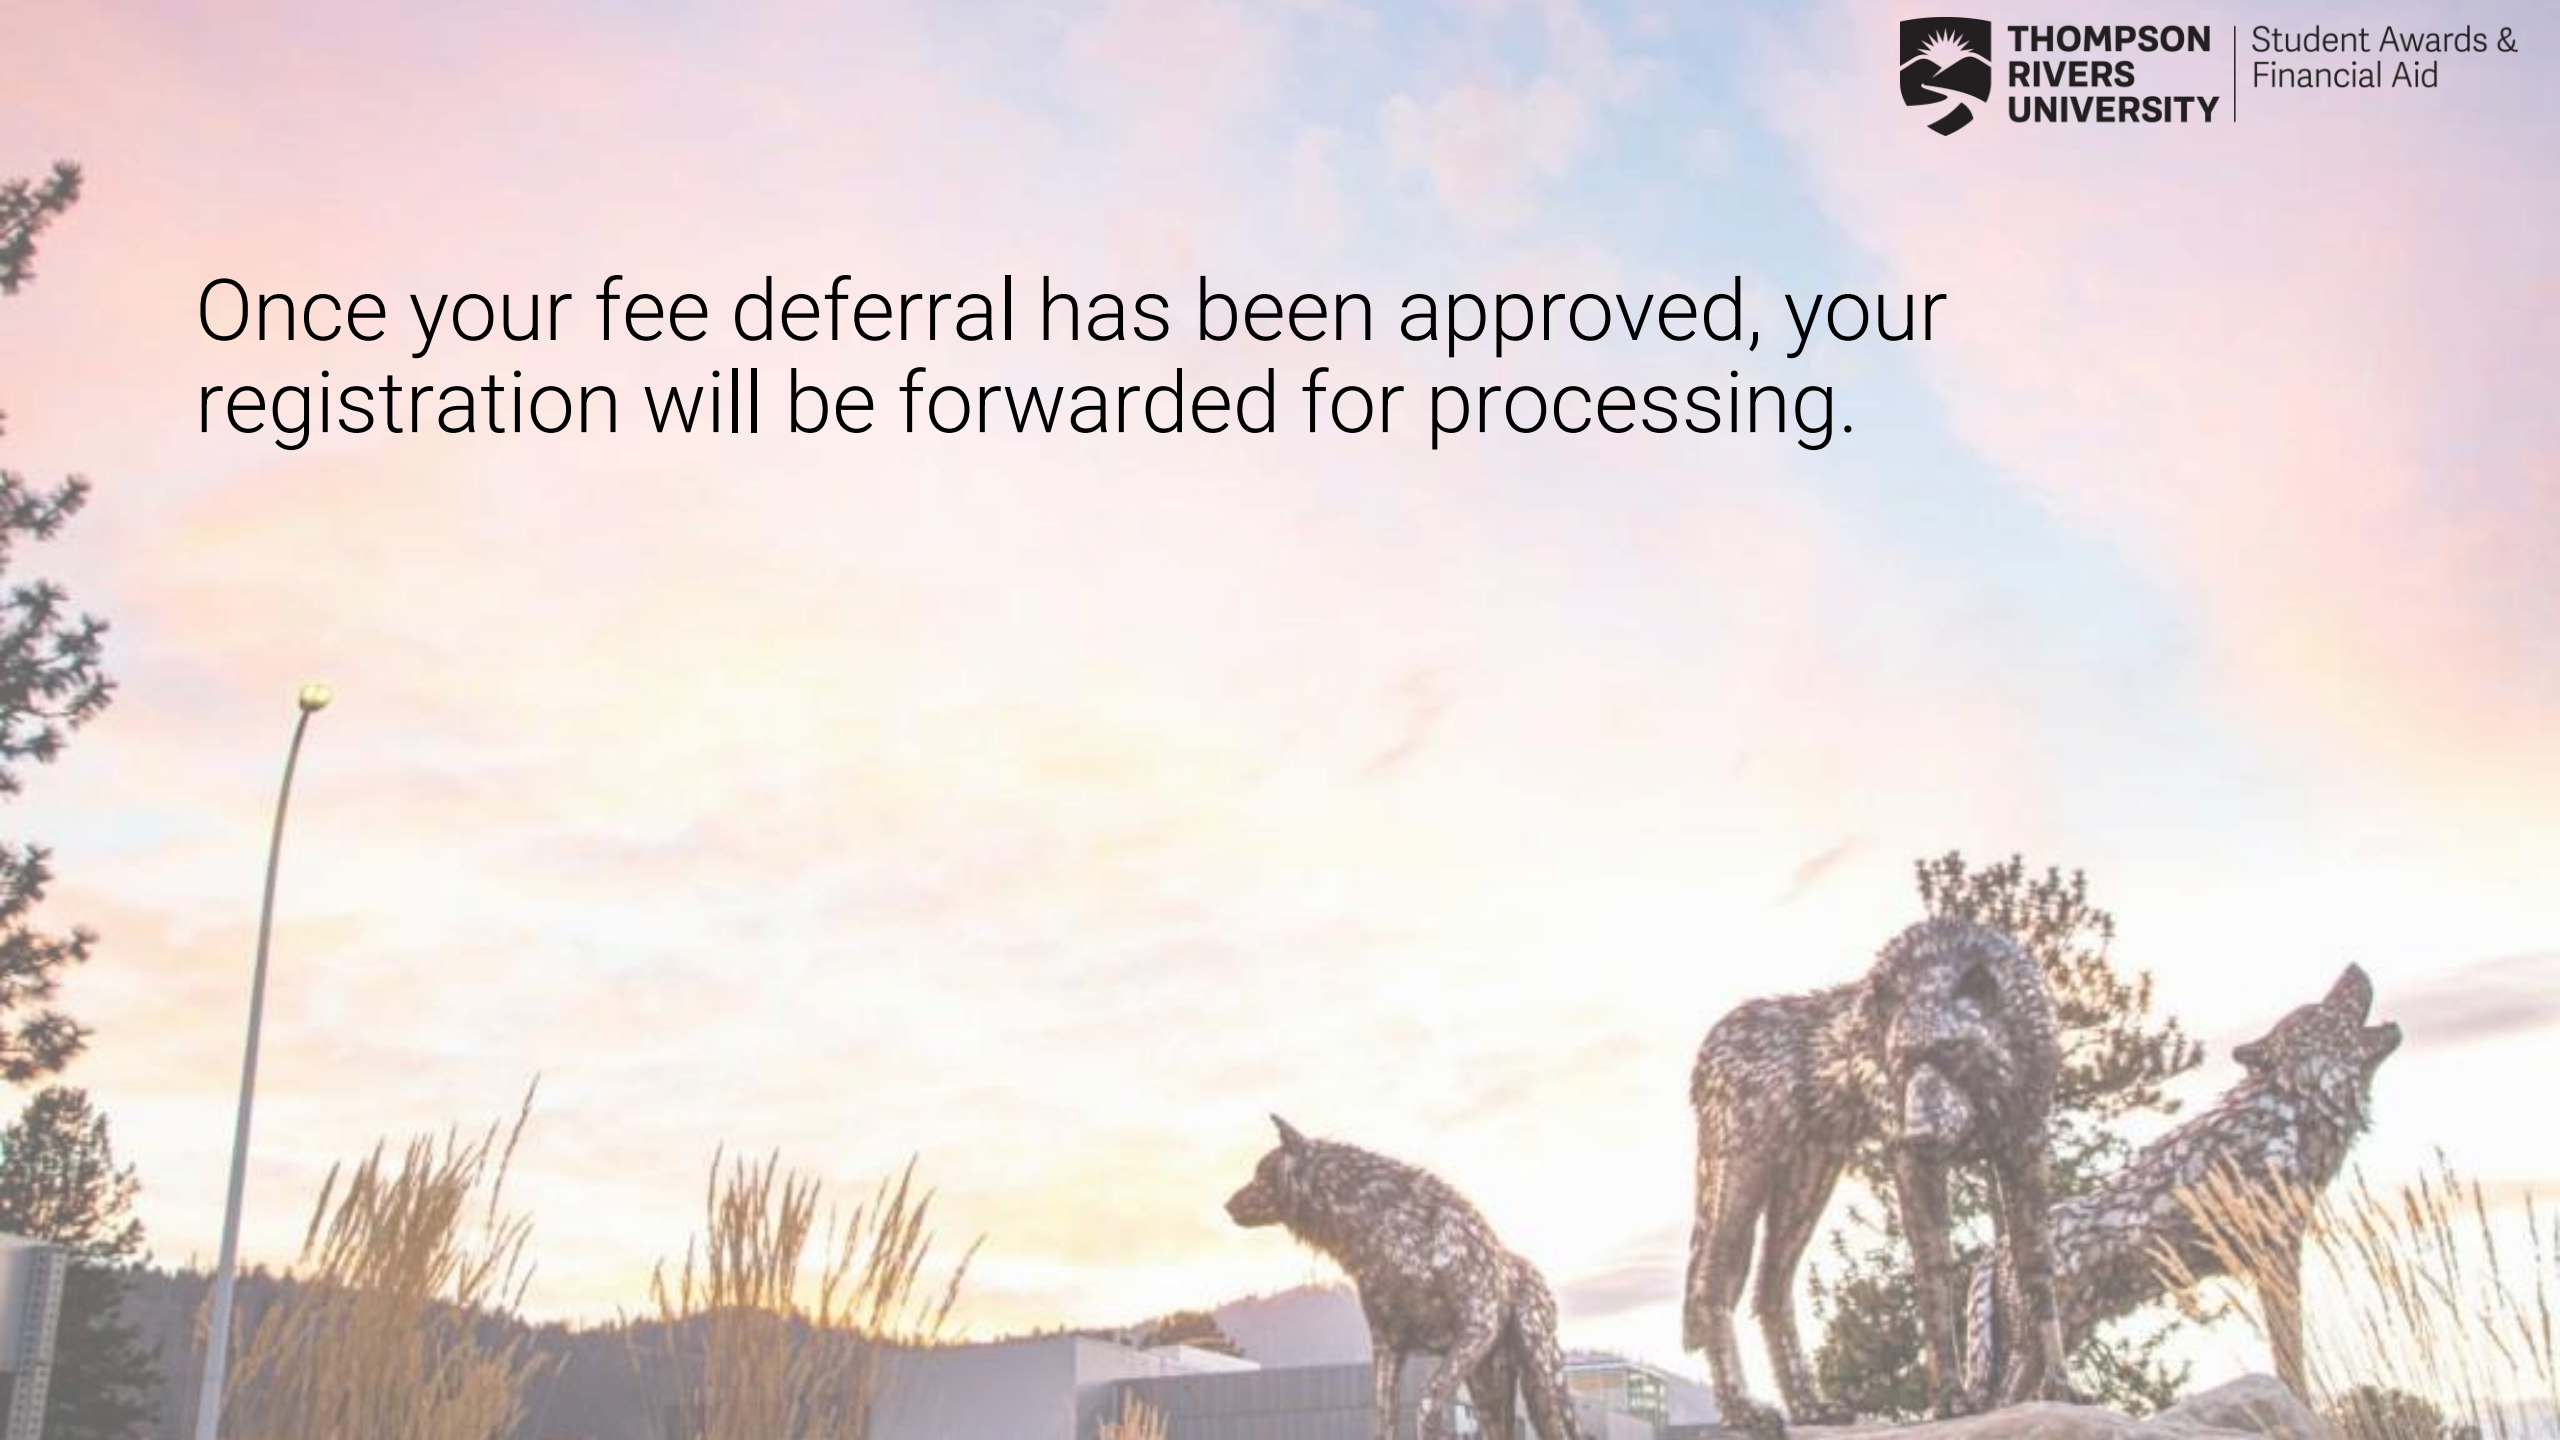 THOMPSON
RIVERS
UNIVERSITY
Student Awards &
Financial Aid
Once your fee deferral has been approved, your
registration will be forwarded for processing.